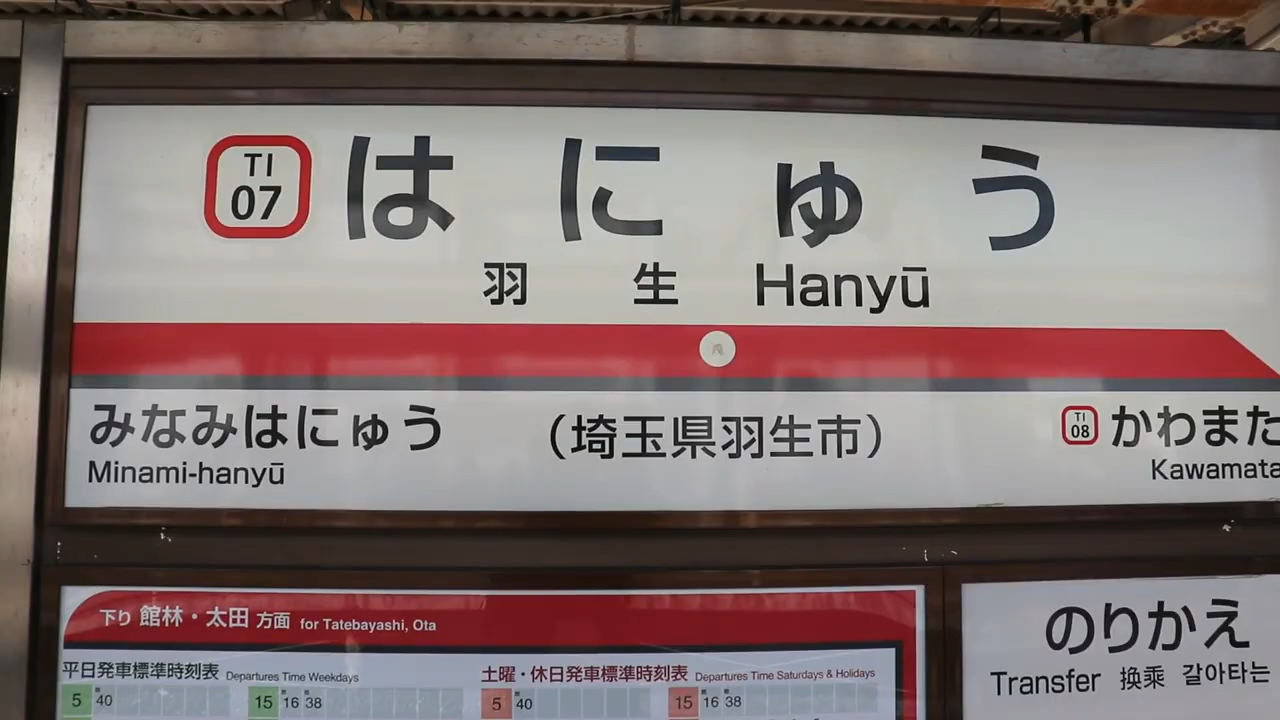 TI
07
はにゅう
羽生 Hanyū
みなみはにゅう
Minami-hanyū
（埼玉県羽生市）
TI
08
かわまた
Kawamata
下り 館林・太田 方面 for Tatebayashi, Ota
平日発車標準時刻表 Departures Time Weekdays
土曜・休日発車標準時刻表 Departures Time Saturdays & Holidays
5 40
15 16 38
5 40
15 16 38
のりかえ
Transfer 換乘 갈아타는